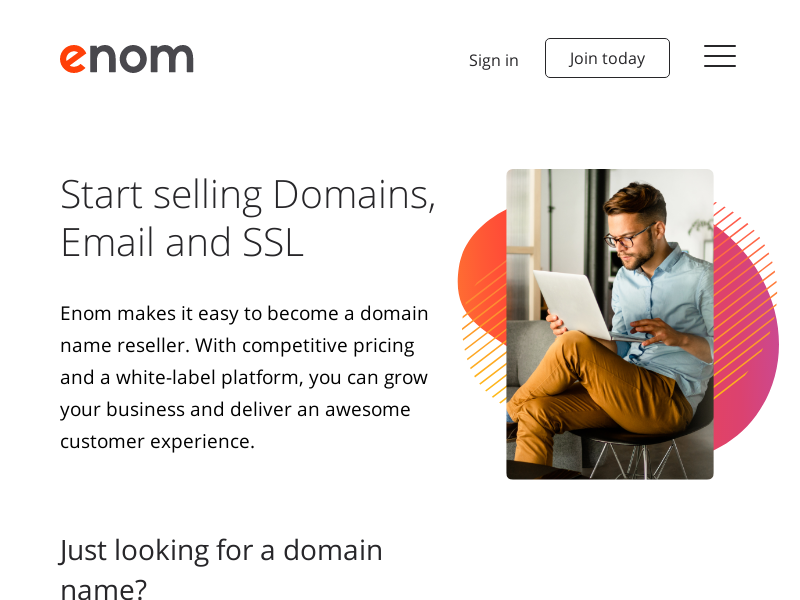 enom
Sign in
Join today
Start selling Domains,
Email and SSL
Enom makes it easy to become a domain
name reseller. With competitive pricing
and a white-label platform, you can grow
your business and deliver an awesome
customer experience.
Just looking for a domain
name?